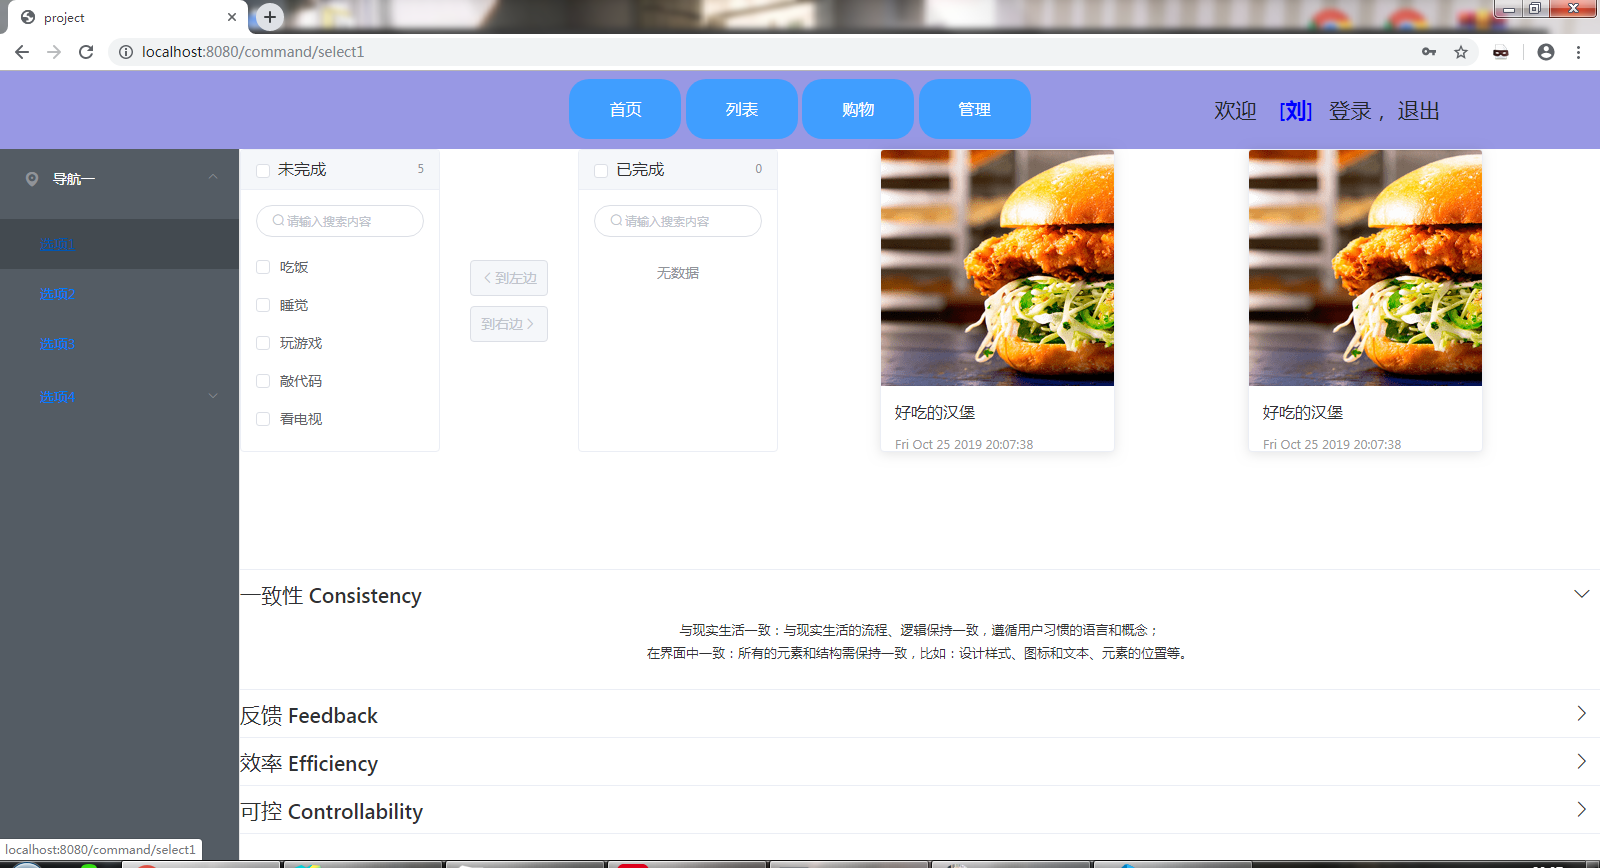 project
localhost:8080/command/select1
首页 列表 购物 管理
欢迎 [刘] 登录， 退出
导航一
选项1
选项2
选项3
选项4
未完成 5
请输入搜索内容
吃饭
睡觉
玩游戏
敲代码
看电视
到左边
到右边
已完成 0
请输入搜索内容
无数据
好吃的汉堡
Fri Oct 25 2019 20:07:38
好吃的汉堡
Fri Oct 25 2019 20:07:38
一致性 Consistency
与现实生活一致：与现实生活的流程、逻辑保持一致，遵循用户习惯的语言和概念；
在界面中一致：所有的元素和结构需保持一致，比如：设计样式、图标和文本、元素的位置等。
反馈 Feedback
效率 Efficiency
可控 Controllability
localhost:8080/command/select1